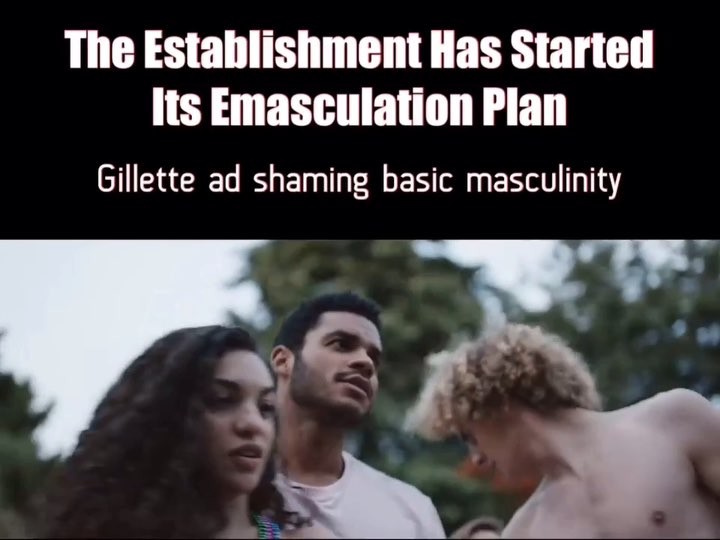 The Establishment Has Started
Its Emasculation Plan
Gillette ad shaming basic masculinity